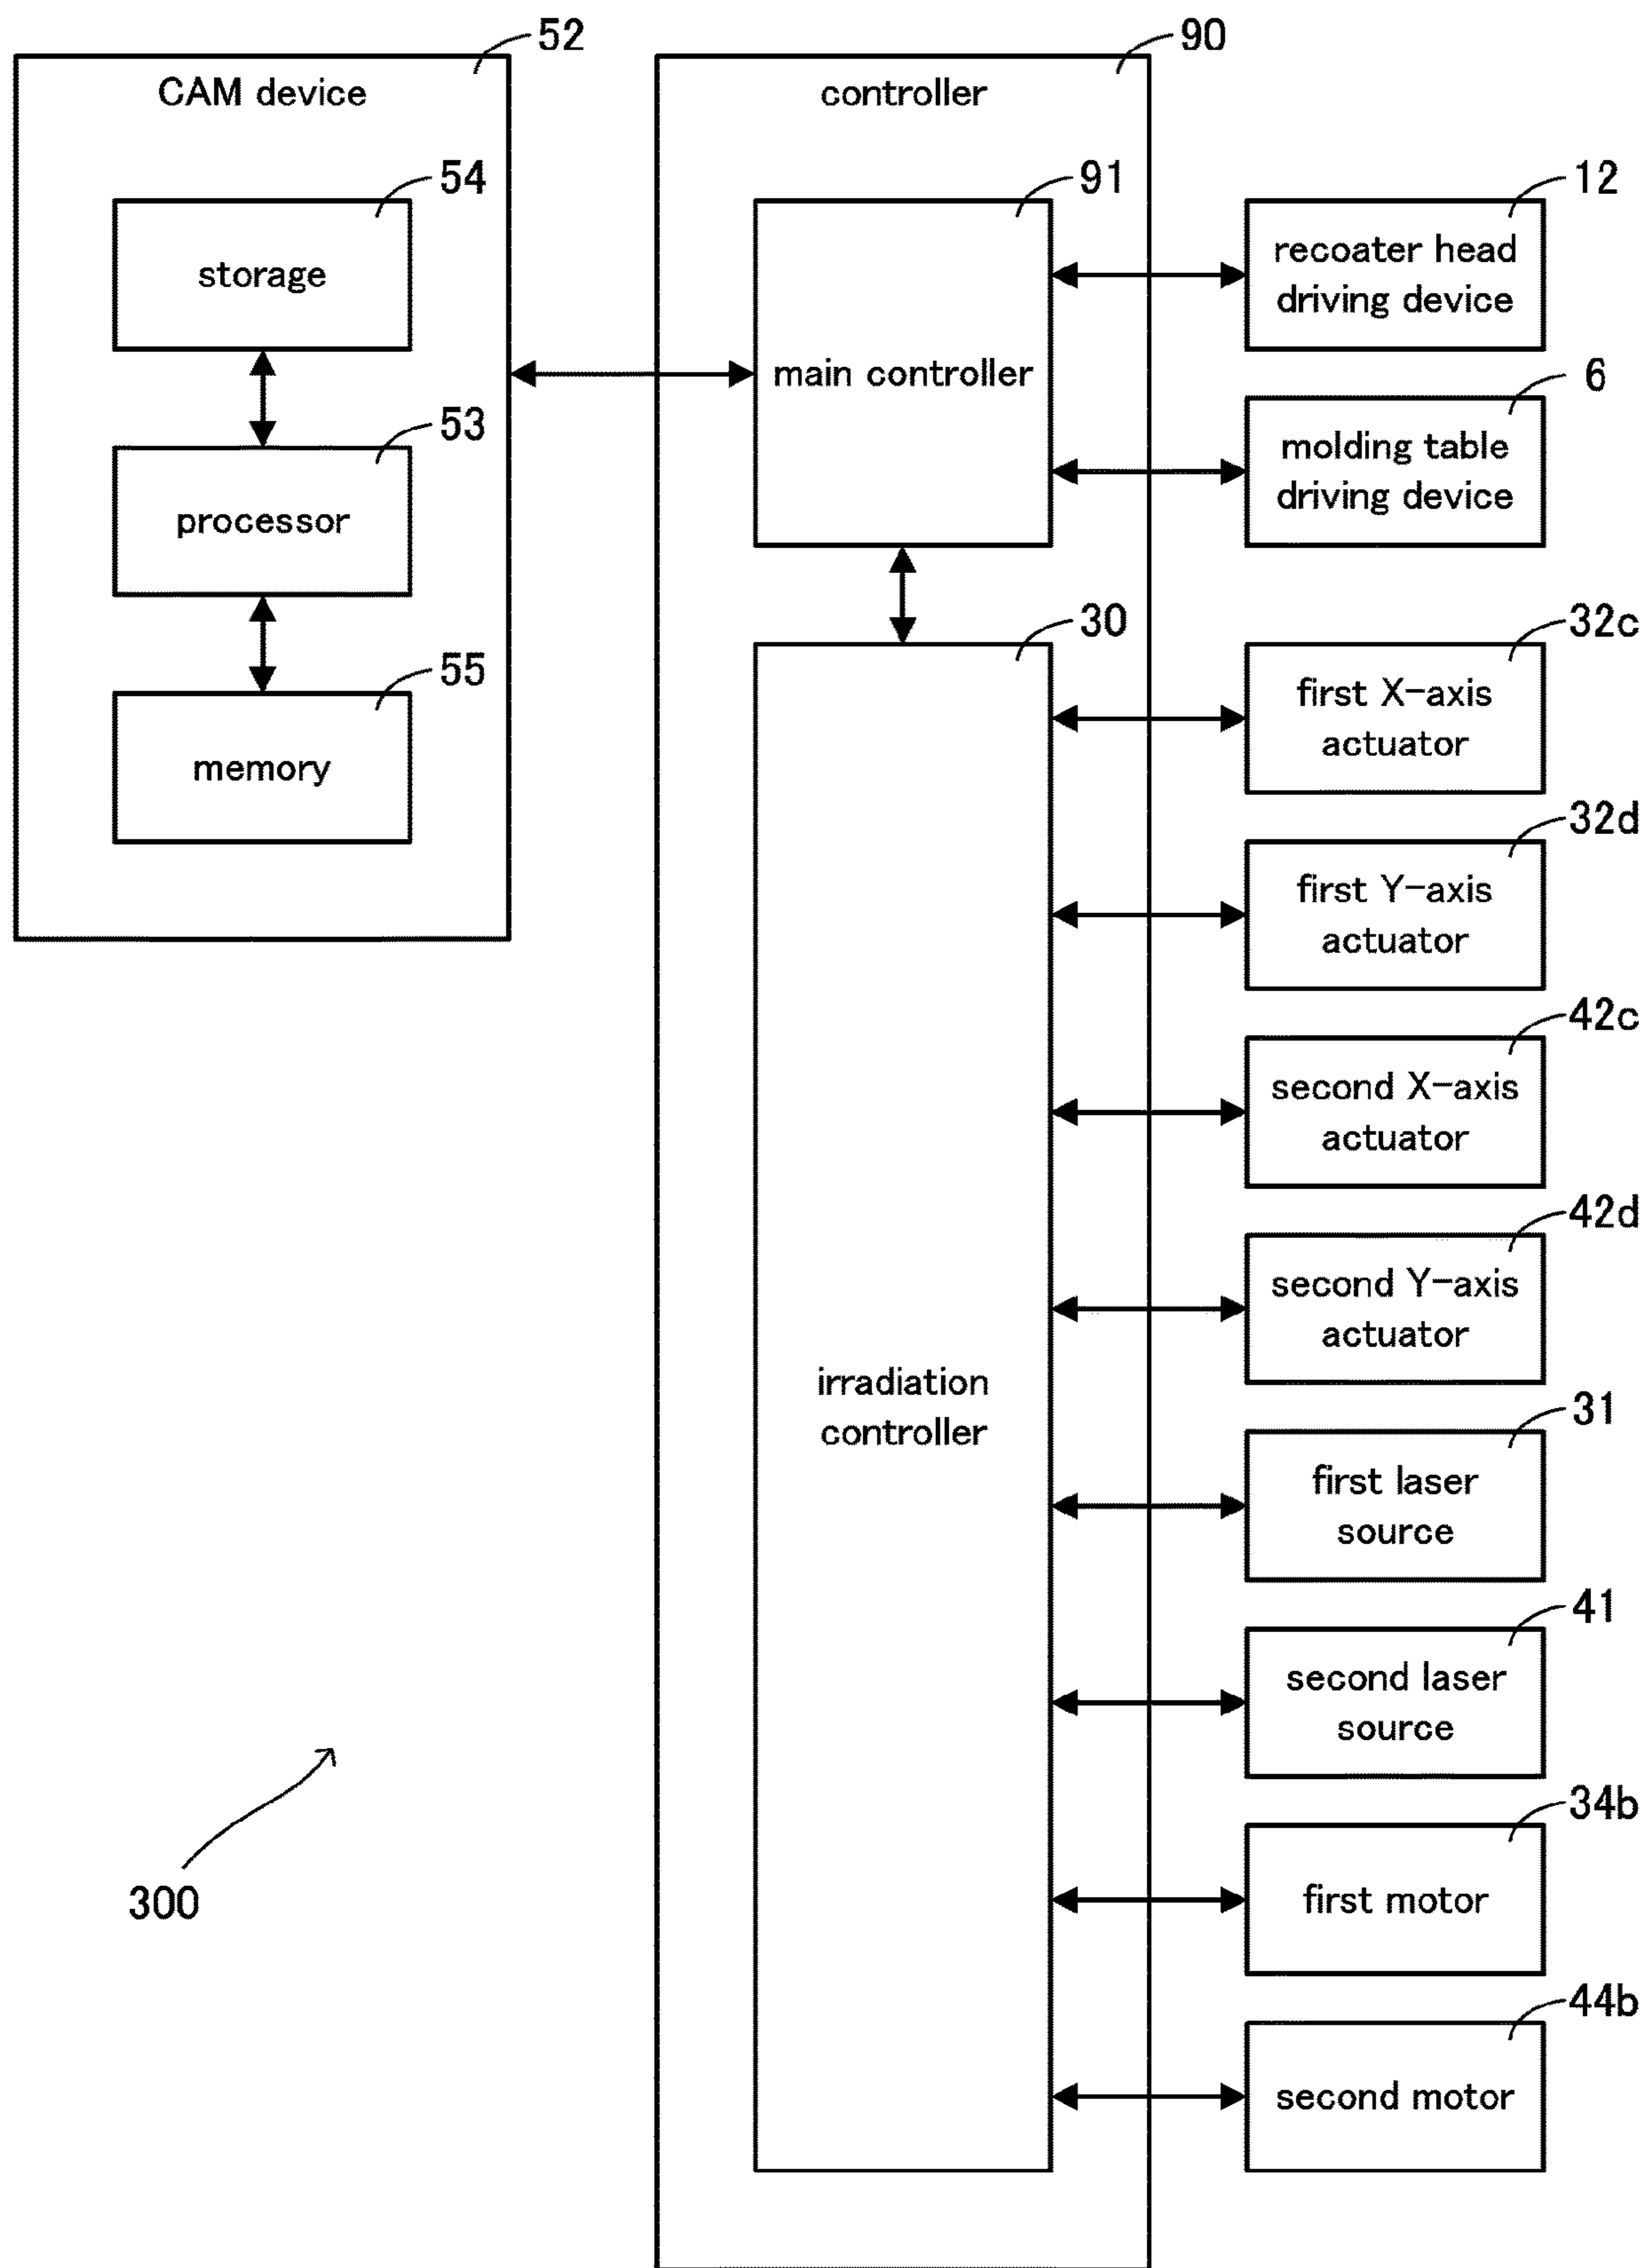 52
CAM device
54
storage
53
processor
55
memory
90
controller
91
main controller
30
irradiation
controller
12
recoater head
driving device
6
molding table
driving device
32c
first X-axis
actuator
32d
first Y-axis
actuator
42c
second X-axis
actuator
42d
second Y-axis
actuator
31
first laser
source
41
second laser
source
34b
first motor
44b
second motor
300